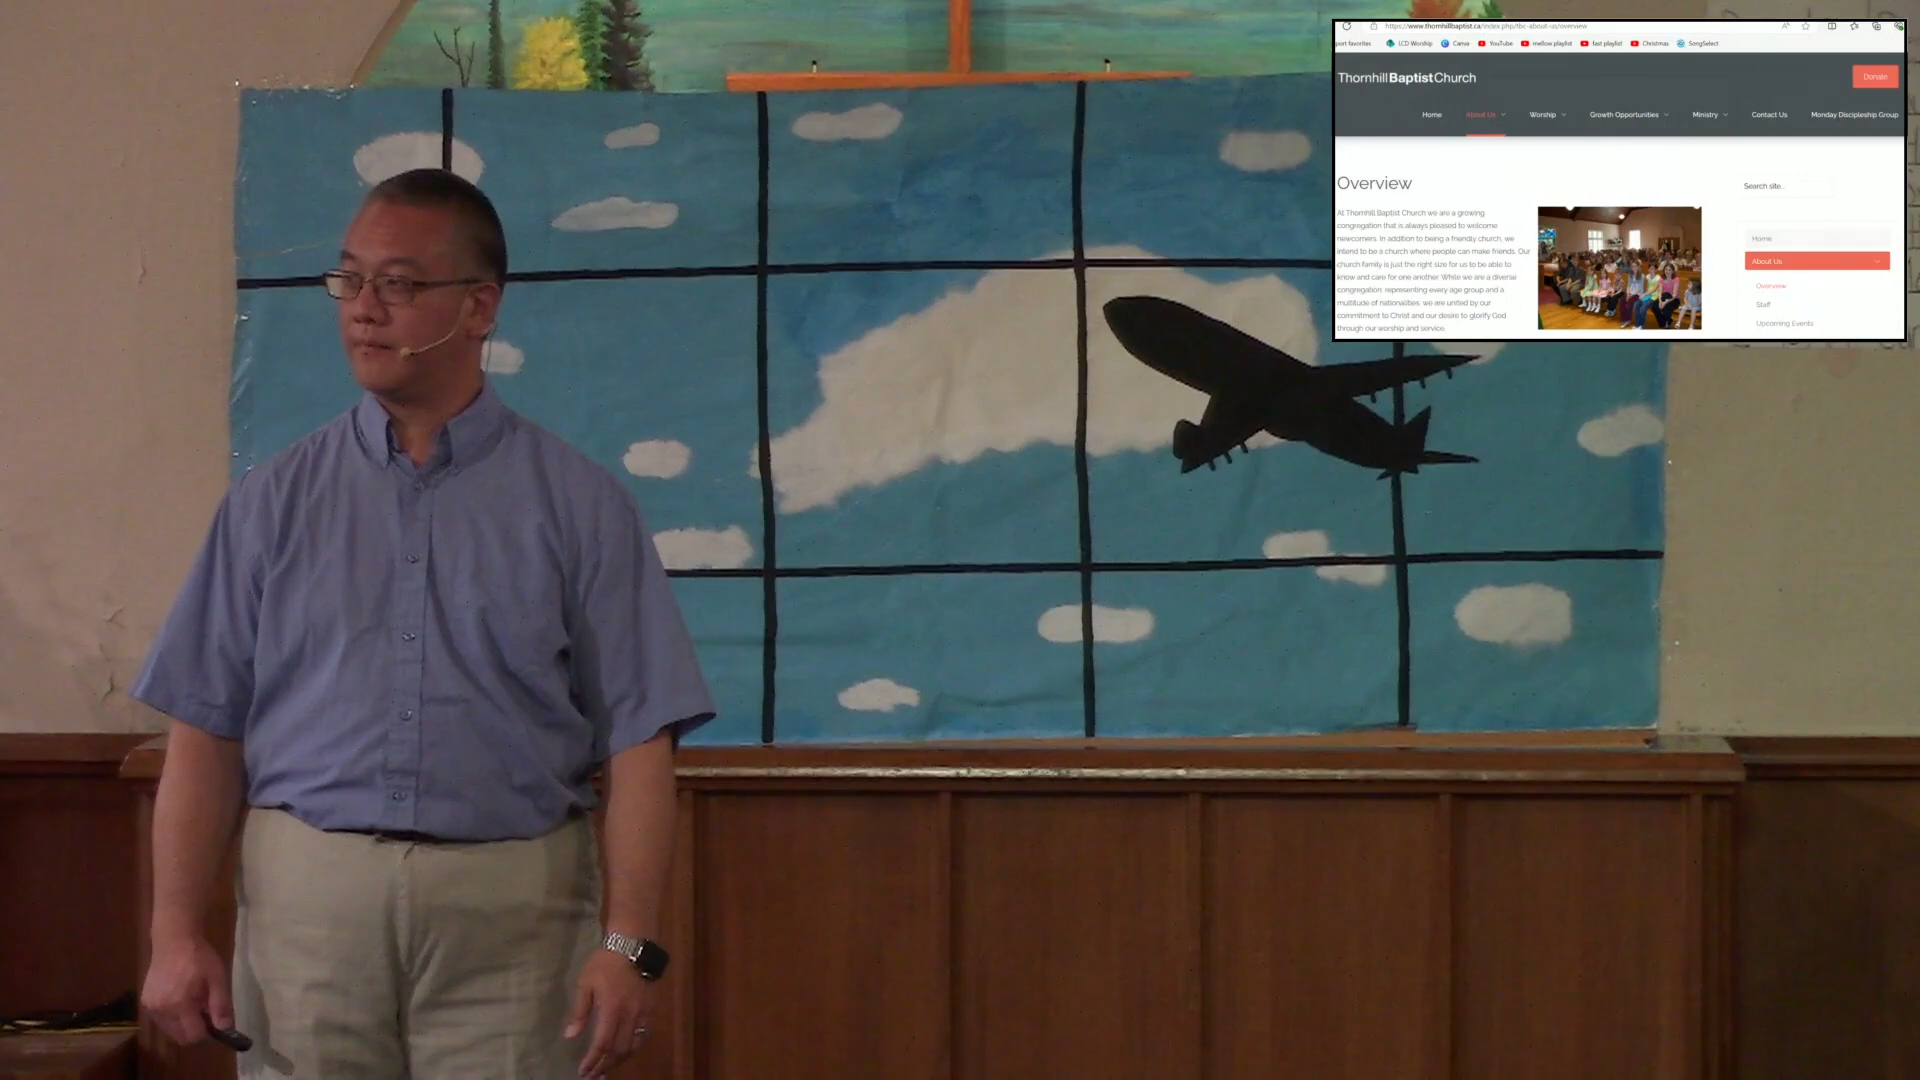 https://www.thornhillbaptist.ca/index.php/tbc-about-us/overview
port favorites LCD Worship Canva YouTube mellow playlist fast playlist Christmas SongSelect
ThornhillBaptistChurch
Donate
Home About Us Worship Growth Opportunities Ministry Contact Us Monday Discipleship Group
Overview
At Thornhill Baptist Church we are a growing
congregation that is always pleased to welcome
newcomers. In addition to being a friendly church, we
intend to be a church where people can make friends. Our
church family is just the right size for us to be able to
know and care for one another. While we are a diverse
congregation, representing every age group and a
multitude of nationalities, we are united by our
commitment to Christ and our desire to glorify God
through our worship and service.
Search site...
Home
About Us
Overview
Staff
Upcoming Events